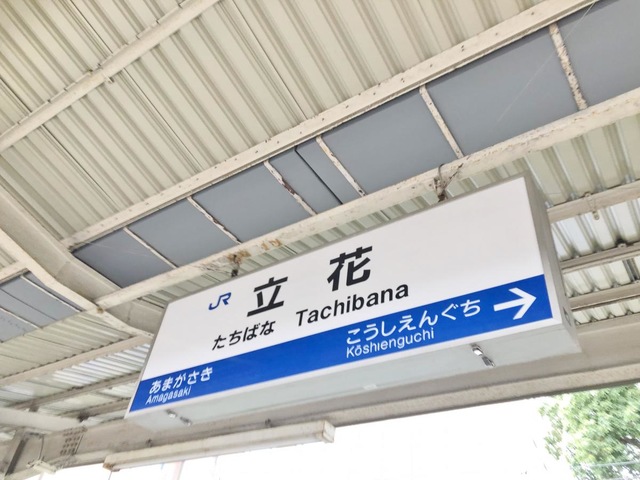 JR 立花
たちばな Tachibana
こうしえんぐち →
Kōshienguchi
あまがさき
Amagasaki